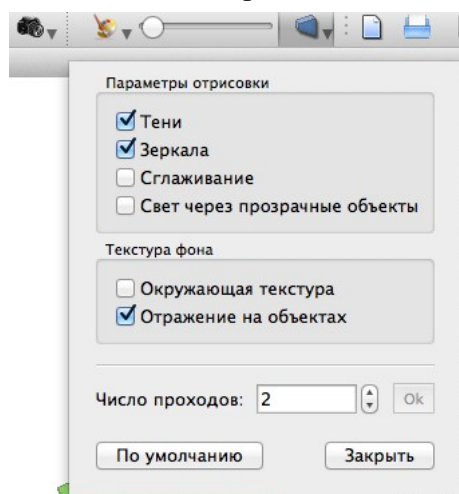 Параметры отрисовки
Тени
Зеркала
Сглаживание
Свет через прозрачные объекты
Текстура фона
Окружающая текстура
Отражение на объектах
Число проходов: 2 Ok
По умолчанию Закрыть